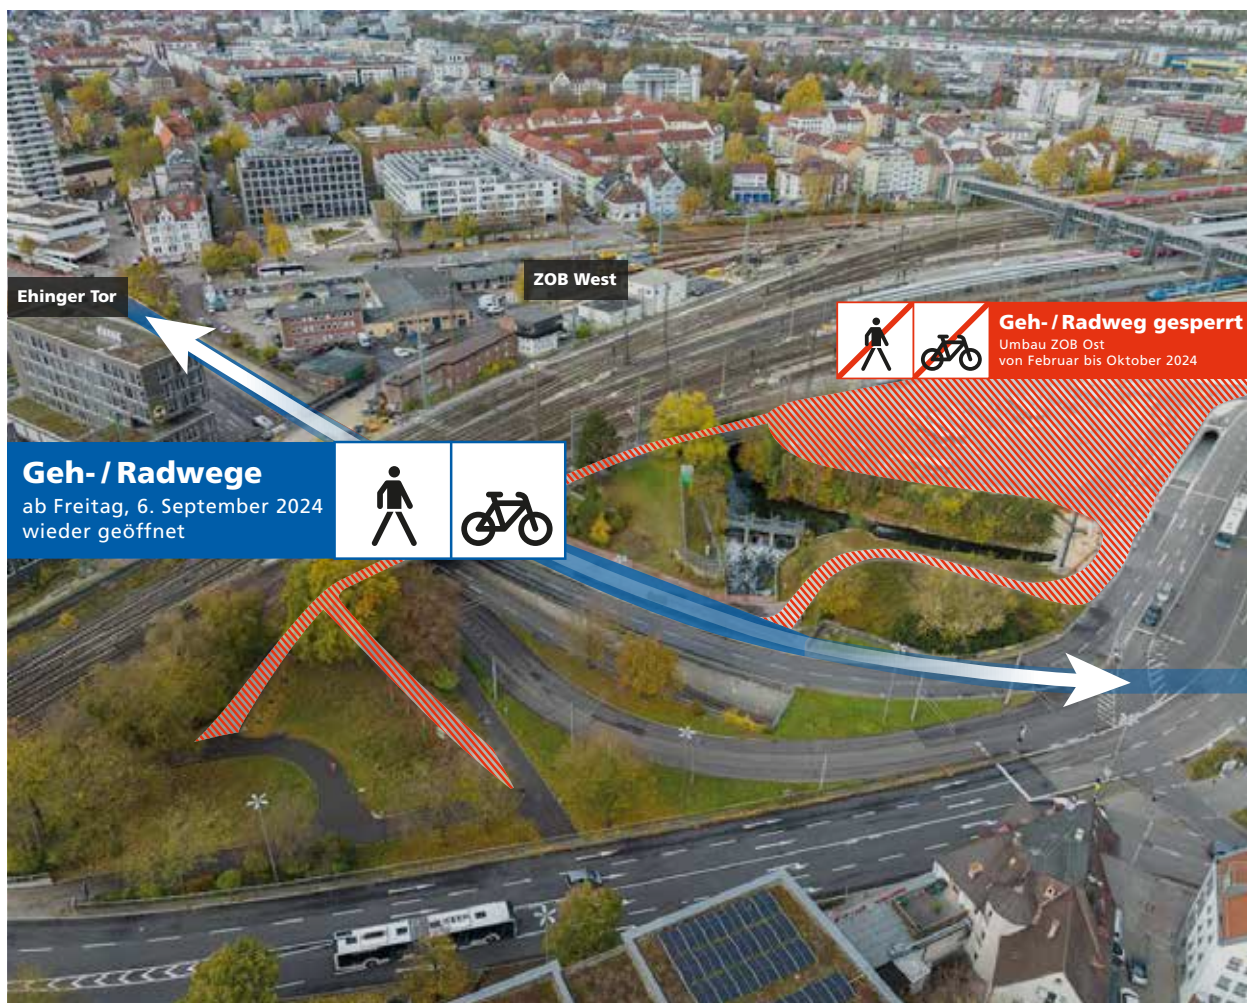 Ehinger Tor
ZOB West
Geh- / Radweg gesperrt
Umbau ZOB Ost
von Februar bis Oktober 2024
Geh- / Radwege
ab Freitag, 6. September 2024
wieder geöffnet